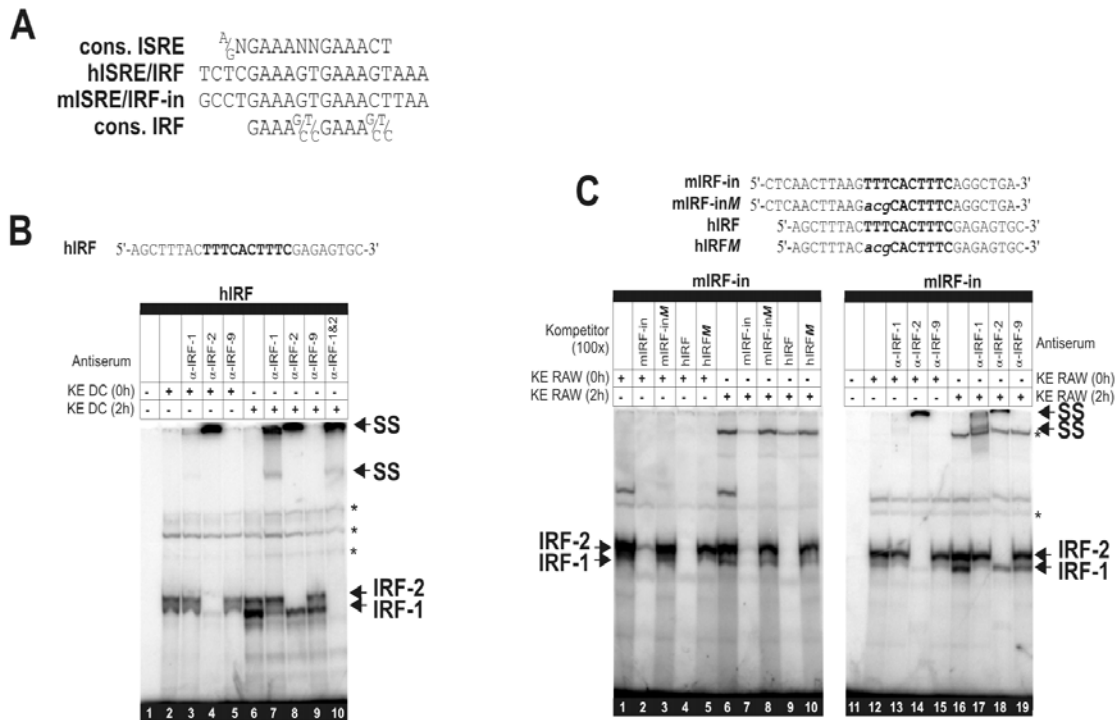 A
cons. ISRE A/GNGAAANNGAAACT
hISRE/IRF TCTCGAAAGTGAAAGTAAA
mISRE/IRF-in GCCTGAAAGTGAAACTTAA
cons. IRF GAAAG/CT/CGAAAG/CT/C
B
hIRF 5'-AGCTTTACTTTCACTTTCGAGAGTGC-3'
hIRF
Antiserum α-IRF-1 α-IRF-2 α-IRF-9 α-IRF-1 α-IRF-2 α-IRF-9 α-IRF-1&2
KE DC (0h) - + + + + - - - - -
KE DC (2h) - - - - - + + + + +
SS
SS
*
*
*
IRF-2
IRF-1
1 2 3 4 5 6 7 8 9 10
C
mIRF-in 5'-CTCAACTTAAGTTTCACTTTCAGGCTGA-3'
mIRF-inM 5'-CTCAACTTAAGacgCACTTTCAGGCTGA-3'
hIRF 5'-AGCTTTACTTTCACTTTCGAGAGTGC-3'
hIRFM 5'-AGCTTTACacgCACTTTCGAGAGTGC-3'
mIRF-in
Kompetitor (100x) mIRF-in mIRF-inM hIRF hIRFM mIRF-in mIRF-inM hIRF hIRFM
KE RAW (0h) + + + + + - - - - -
KE RAW (2h) - - - - - + + + + +
IRF-2
IRF-1
1 2 3 4 5 6 7 8 9 10
mIRF-in
α-IRF-1 α-IRF-2 α-IRF-9 α-IRF-1 α-IRF-2 α-IRF-9 Antiserum
- + + + + - - - - KE RAW (0h)
- - - - - + + + + KE RAW (2h)
SS
SS
*
*
IRF-2
IRF-1
11 12 13 14 15 16 17 18 19